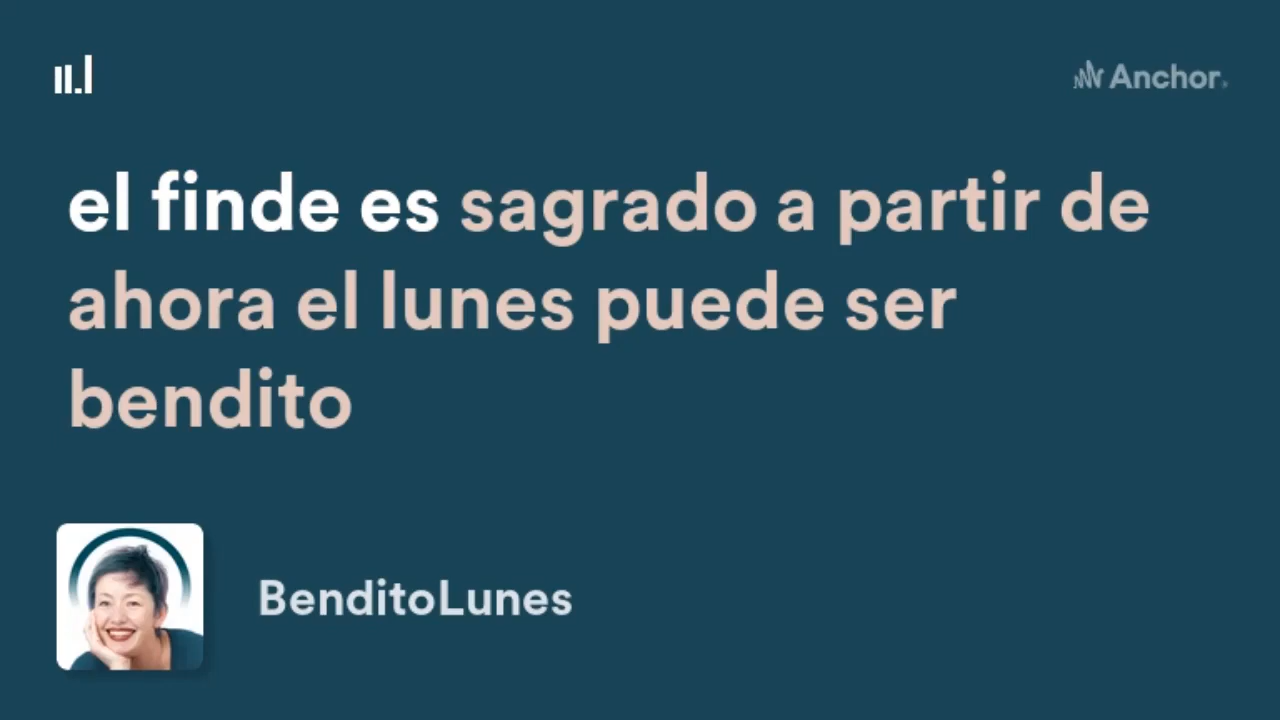 Anchor
el finde es sagrado a partir de
ahora el lunes puede ser
bendito
BenditoLunes